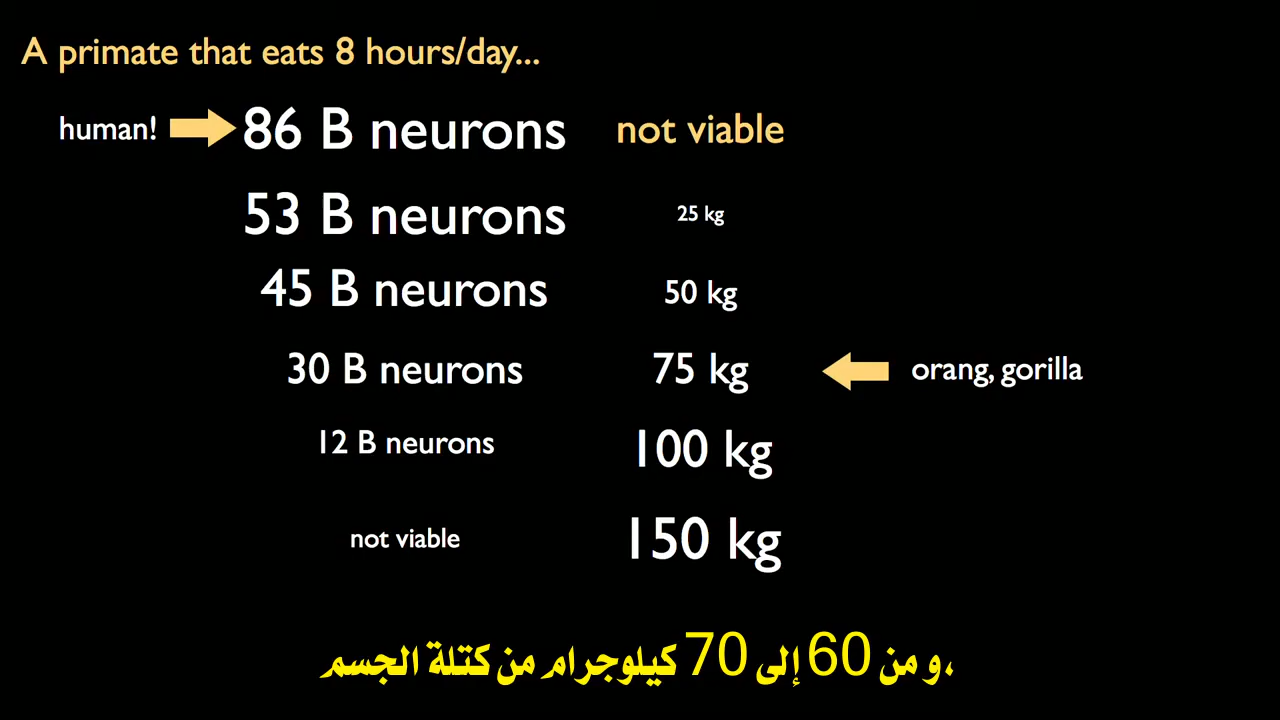 A primate that eats 8 hours/day...
human! 86 B neurons not viable
53 B neurons 25 kg
45 B neurons 50 kg
30 B neurons 75 kg orang, gorilla
12 B neurons 100 kg
not viable 150 kg
،و من 60 إلى 70 كيلوجرام من كتلة الجسم